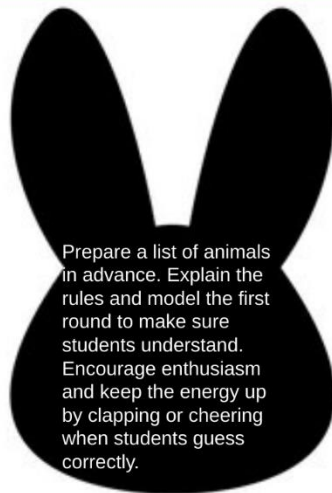 Prepare a list of animals
in advance. Explain the
rules and model the first
round to make sure
students understand.
Encourage enthusiasm
and keep the energy up
by clapping or cheering
when students guess
correctly.